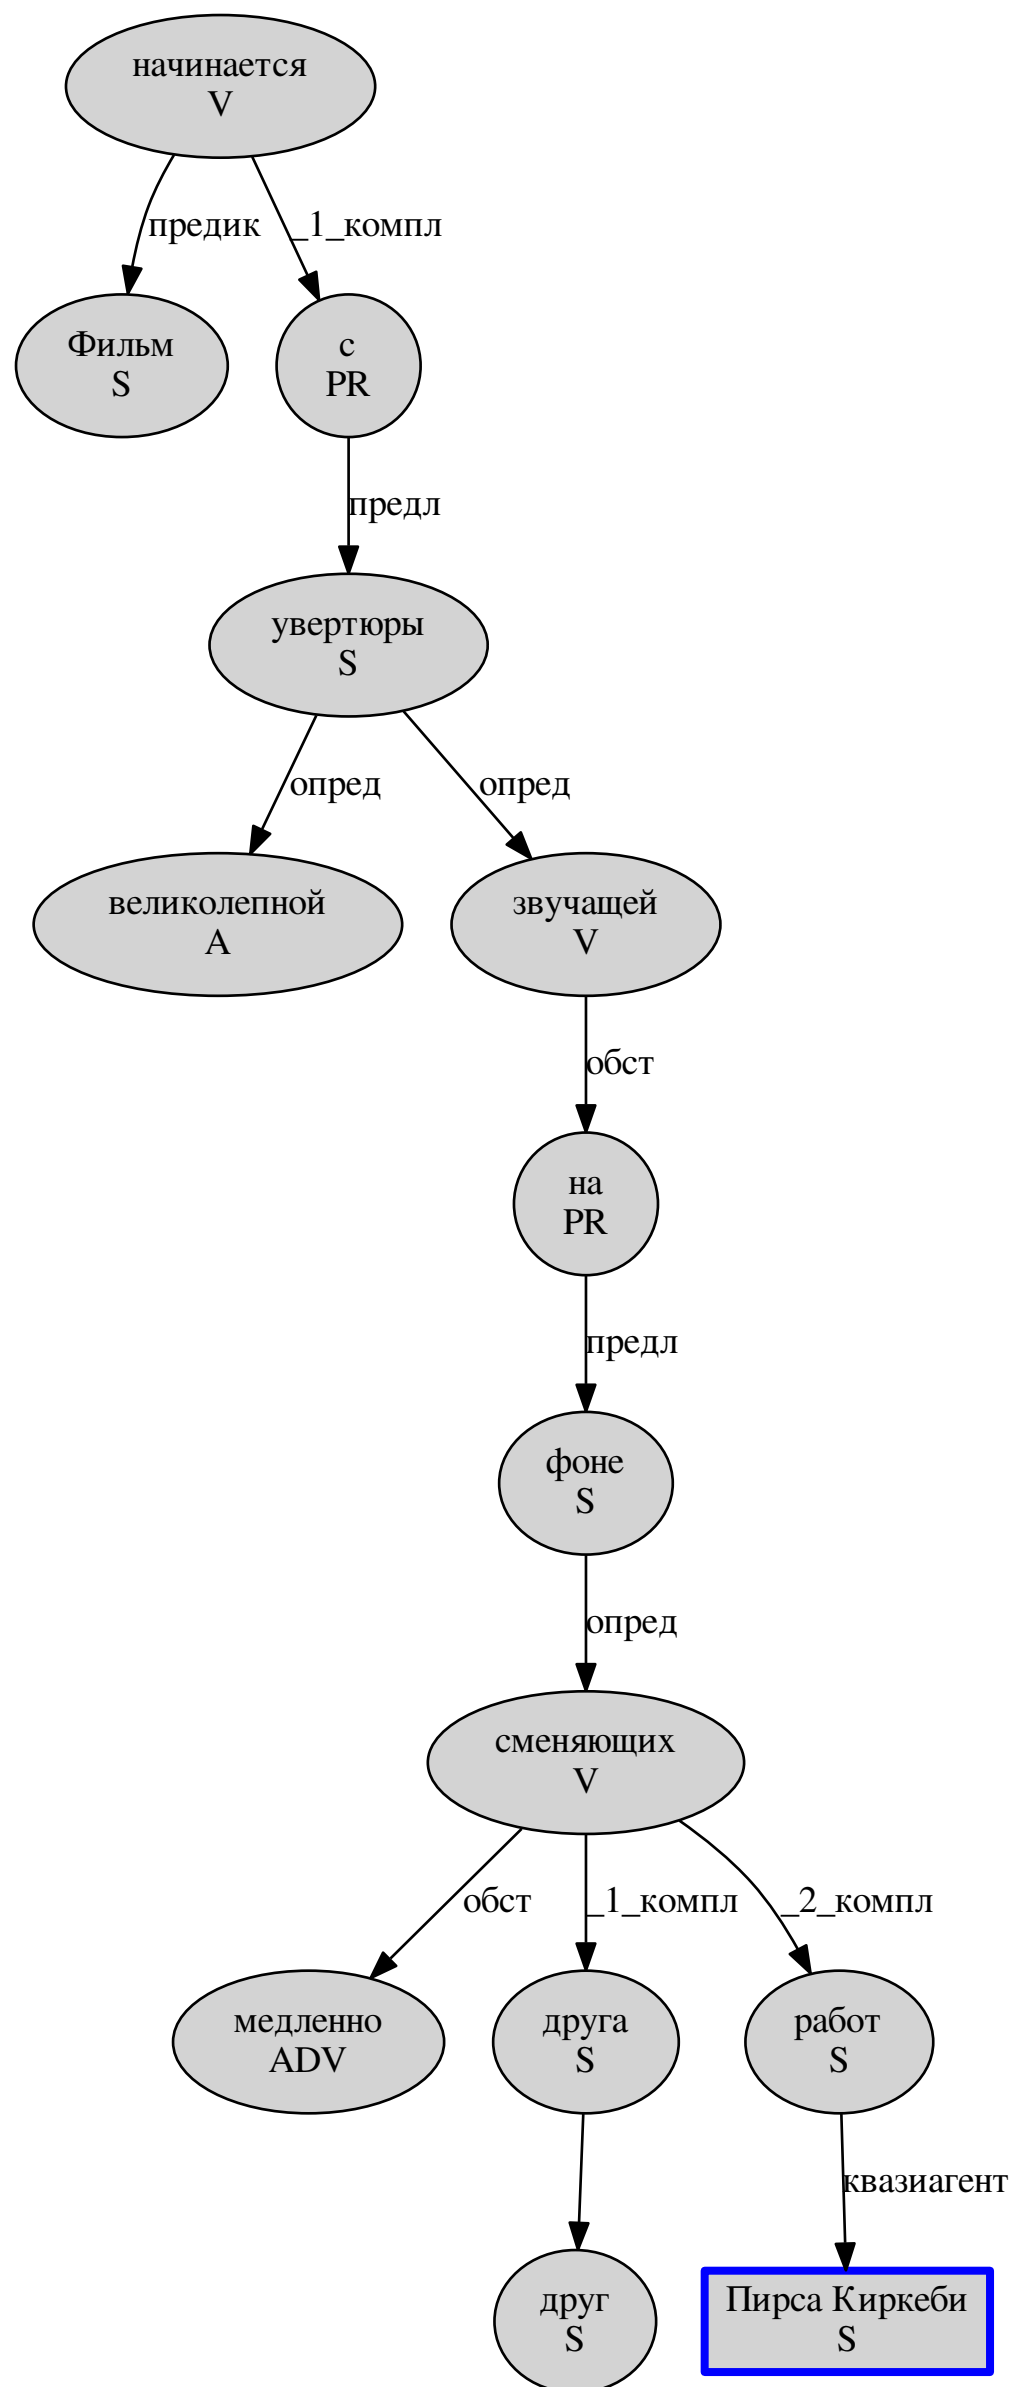 начинается
V
предик
_1_компл
Фильм
S
с
PR
предл
увертюры
S
опред
опред
великолепной
A
звучащей
V
обст
на
PR
предл
фоне
S
опред
сменяющих
V
обст
_1_компл
_2_компл
медленно
ADV
друга
S
работ
S
квазиагент
друг
S
Пирса Киркеби
S